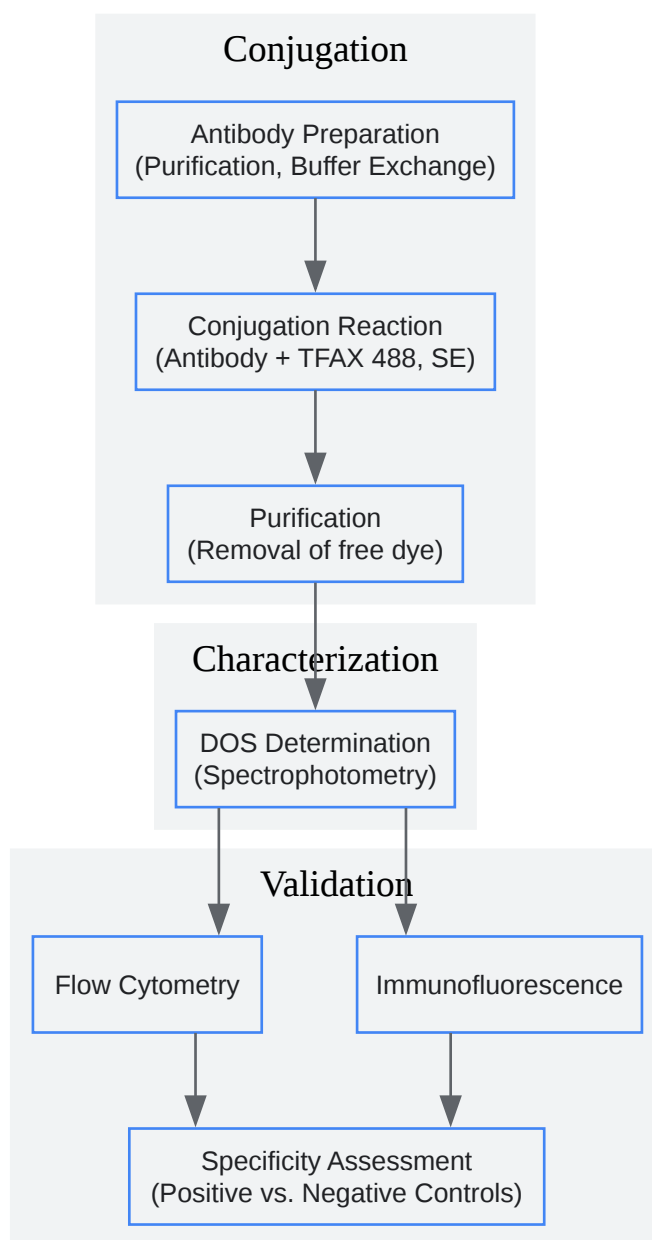 Conjugation
Antibody Preparation
(Purification, Buffer Exchange)
Conjugation Reaction
(Antibody + TFAX 488, SE)
Purification
(Removal of free dye)
Characterization
DOS Determination
(Spectrophotometry)
Validation
Flow Cytometry
Immunofluorescence
Specificity Assessment
(Positive vs. Negative Controls)